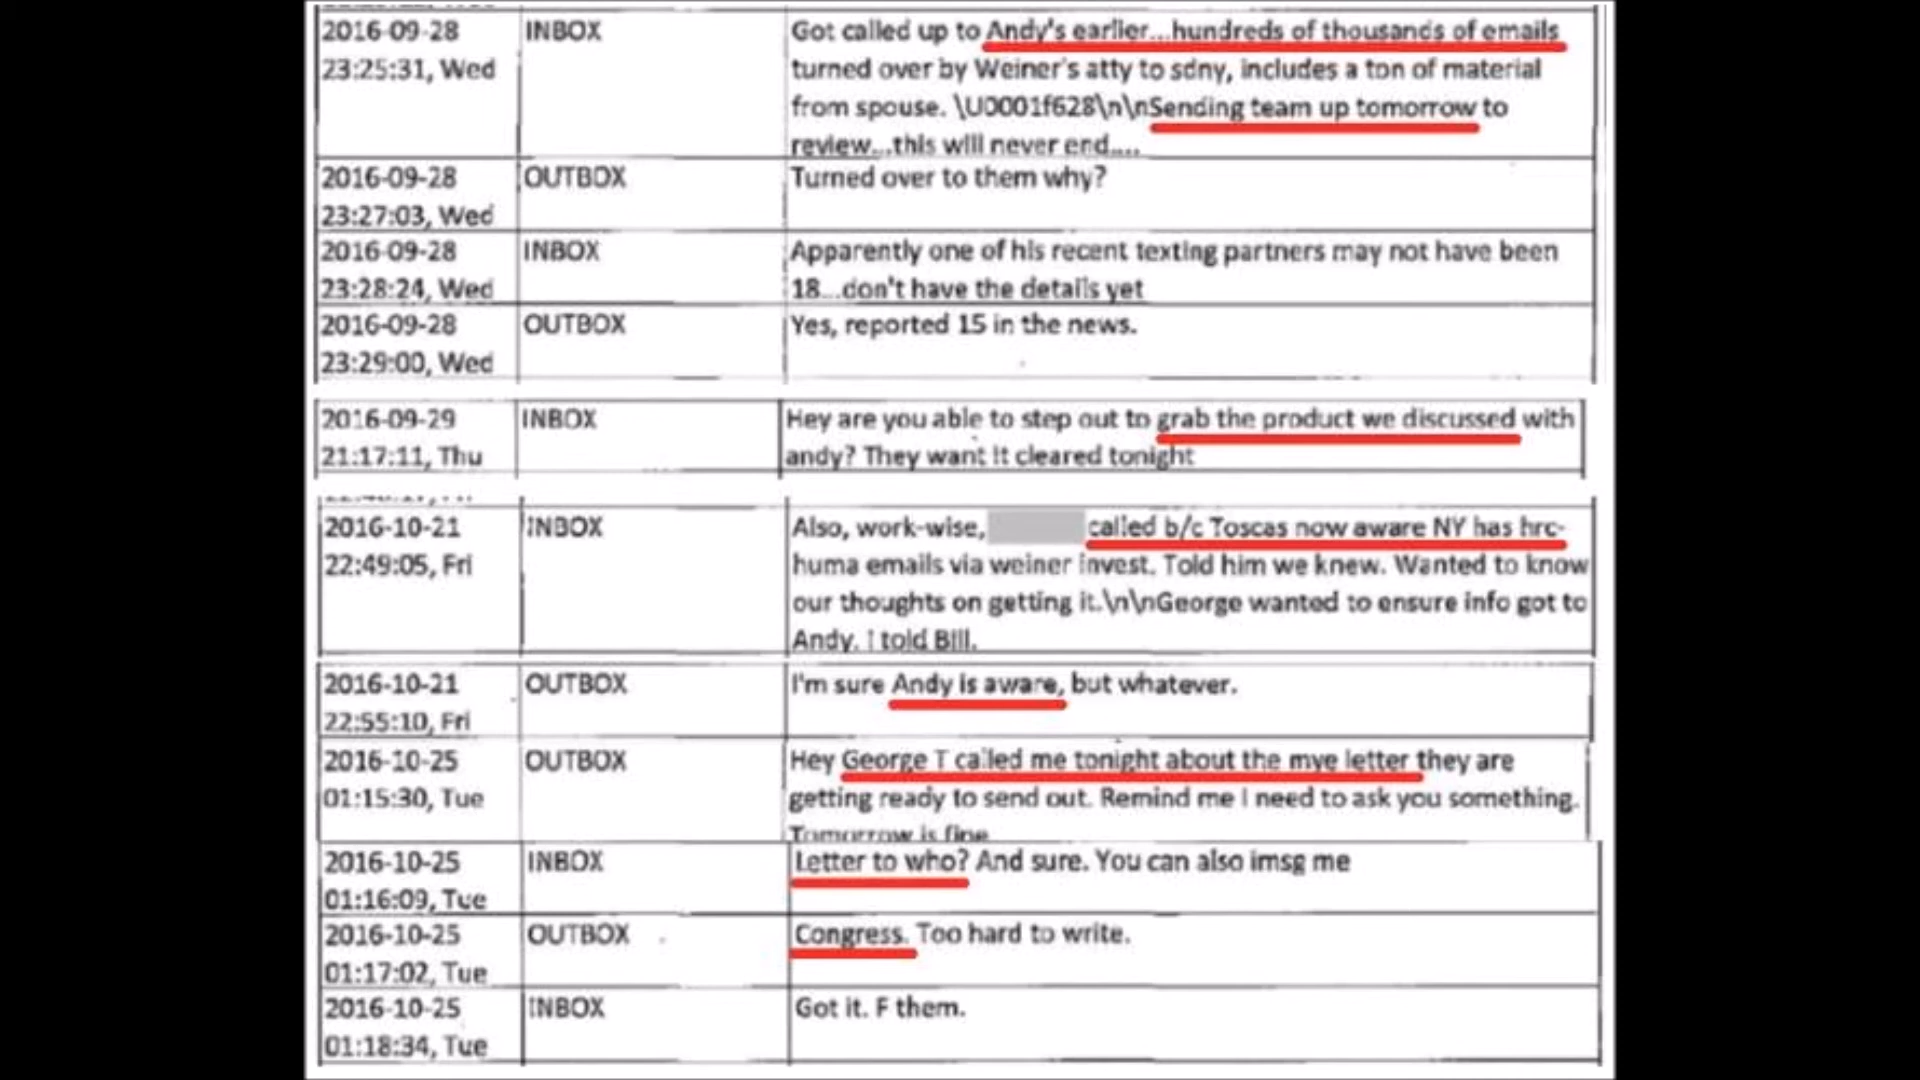 2016-09-28 INBOX Got called up to Andy's earlier...hundreds of thousands of emails
23:25:31, Wed turned over by Weiner's atty to sdny, includes a ton of material
from spouse. \U0001f628\n\nSending team up tomorrow to
review...this will never end....
2016-09-28 OUTBOX Turned over to them why?
23:27:03, Wed
2016-09-28 INBOX Apparently one of his recent texting partners may not have been
23:28:24, Wed 18...don't have the details yet
2016-09-28 OUTBOX Yes, reported 15 in the news.
23:29:00, Wed
2016-09-29 INBOX Hey are you able to step out to grab the product we discussed with
21:17:11, Thu andy? They want it cleared tonight
2016-10-21 INBOX Also, work-wise, called b/c Toscas now aware NY has hrc-
22:49:05, Fri huma emails via weiner invest. Told him we knew. Wanted to know
our thoughts on getting it.\n\nGeorge wanted to ensure info got to
Andy. I told Bill.
2016-10-21 OUTBOX I'm sure Andy is aware, but whatever.
22:55:10, Fri
2016-10-25 OUTBOX Hey George T called me tonight about the mye letter they are
01:15:30, Tue getting ready to send out. Remind me I need to ask you something.
Tomorrow is fine
2016-10-25 INBOX Letter to who? And sure. You can also imsg me
01:16:09, Tue
2016-10-25 OUTBOX Congress. Too hard to write.
01:17:02, Tue
2016-10-25 INBOX Got it. F them.
01:18:34, Tue